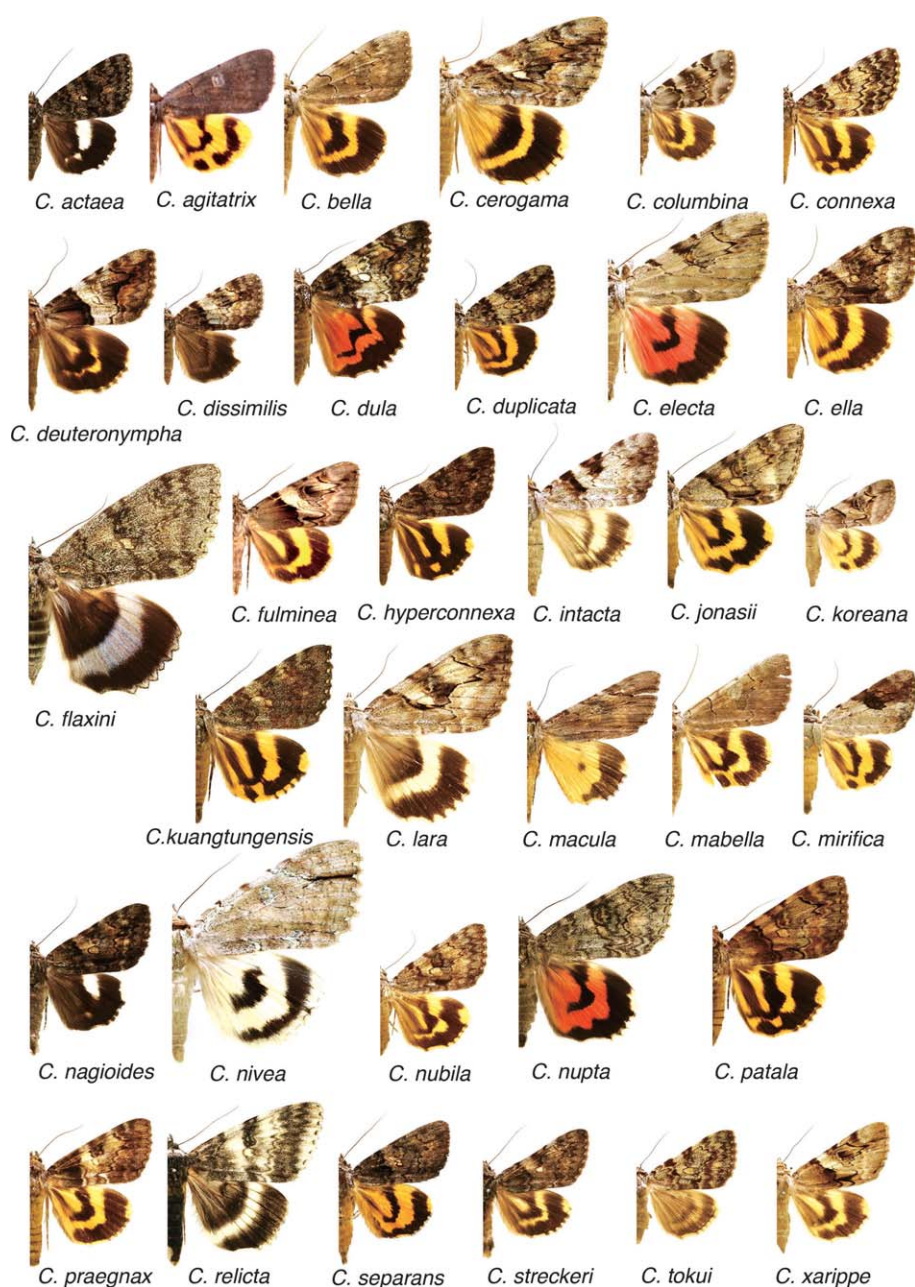 C. actaea
C. agitatrix
C. bella
C. cerogama
C. columbina
C. connexa
C. deuteronympha
C. dissimilis
C. dula
C. duplicata
C. electa
C. ella
C. flaxini
C. fulminea
C. hyperconnexa
C. intacta
C. jonasii
C. koreana
C.kuangtungensis
C. lara
C. macula
C. mabella
C. mirifica
C. nagioides
C. nivea
C. nubila
C. nupta
C. patala
C. praegnax
C. relicta
C. separans
C. streckeri
C. tokui
C. xarippe